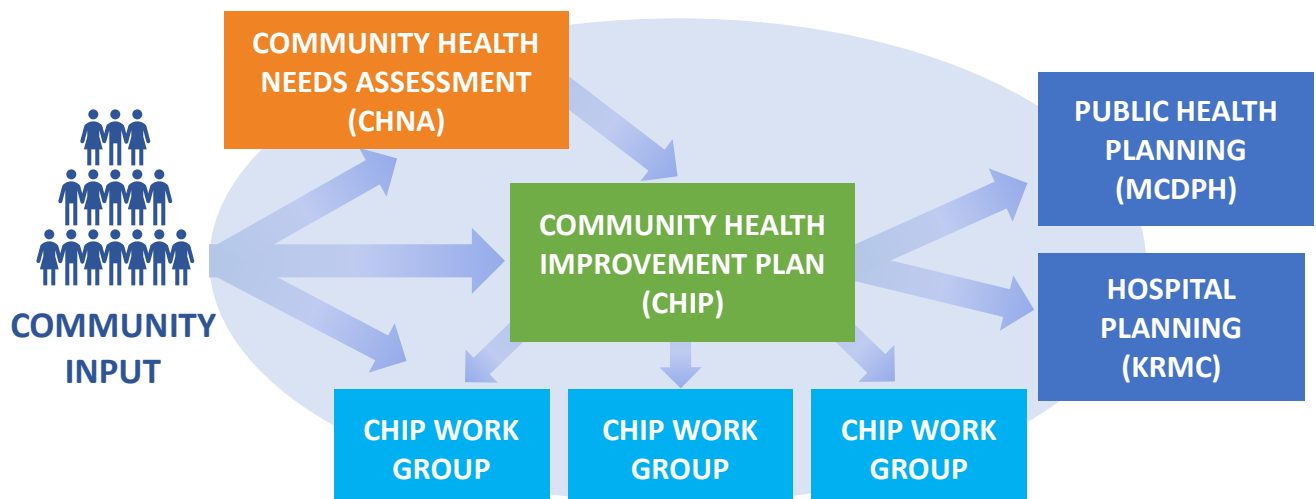 COMMUNITY HEALTH
NEEDS ASSESSMENT
(CHNA)
COMMUNITY
INPUT
COMMUNITY HEALTH
IMPROVEMENT PLAN
(CHIP)
PUBLIC HEALTH
PLANNING
(MCDPH)
HOSPITAL
PLANNING
(KRMC)
CHIP WORK
GROUP
CHIP WORK
GROUP
CHIP WORK
GROUP